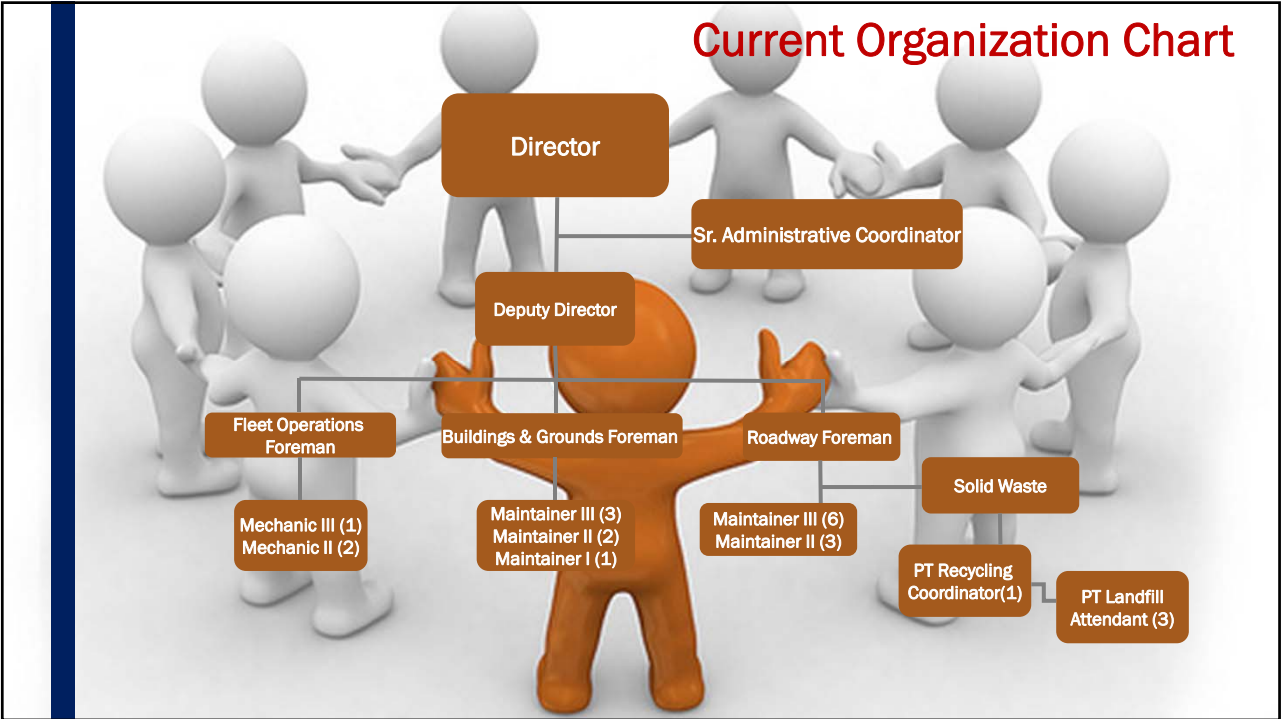 Current Organization Chart
Director
Sr. Administrative Coordinator
Deputy Director
Fleet Operations
Foreman
Buildings & Grounds Foreman
Roadway Foreman
Solid Waste
Mechanic III (1)
Mechanic II (2)
Maintainer III (3)
Maintainer II (2)
Maintainer I (1)
Maintainer III (6)
Maintainer II (3)
PT Recycling
Coordinator(1)
PT Landfill
Attendant (3)